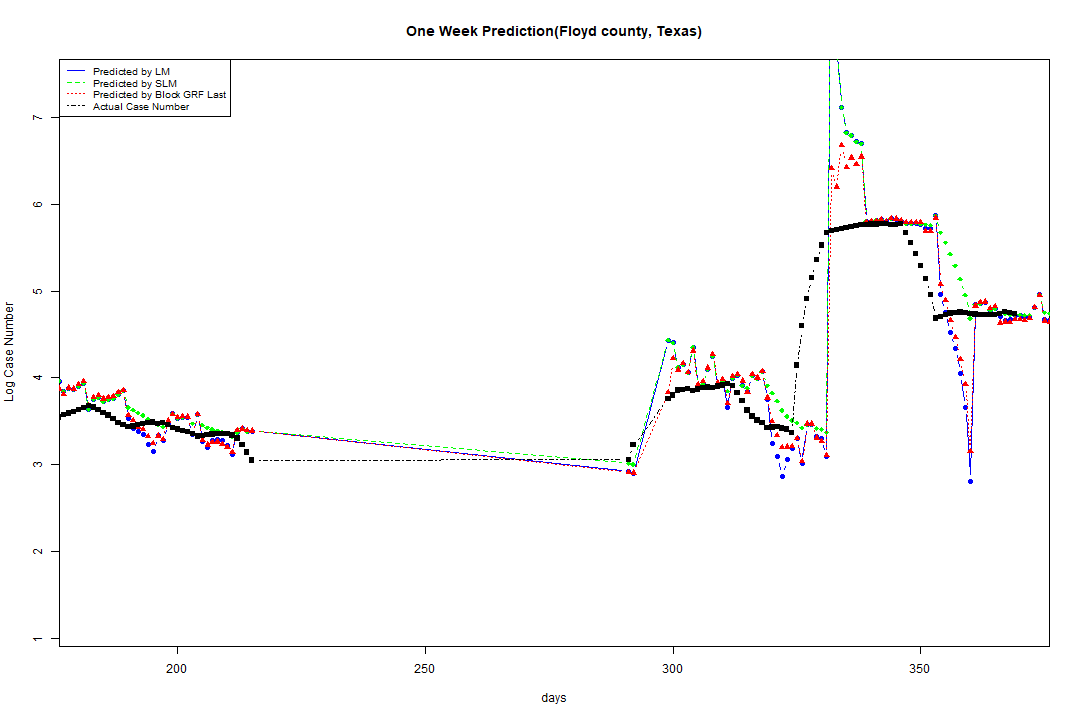 One Week Prediction(Floyd county, Texas)
Predicted by LM
Predicted by SLM
Predicted by Block GRF Last
Actual Case Number
7
6
5
4
3
2
1
Log Case Number
200 250 300 350
days